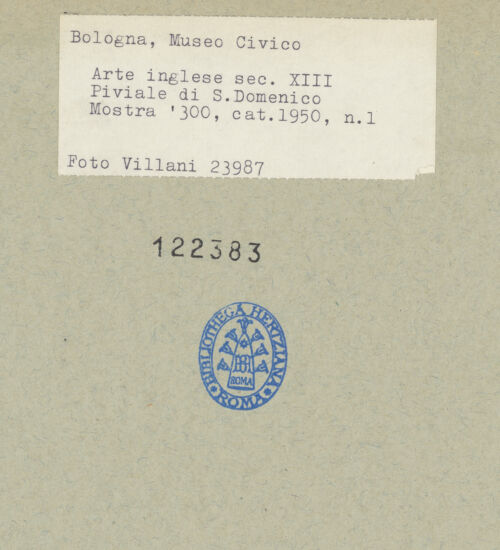 Bologna, Museo Civico
Arte inglese sec. XIII
Piviale di S.Domenico
Mostra '300, cat.1950, n.1
Foto Villani 23987
122383
BIBLIOTHECA HERTZIANA
ROMA
ROMA